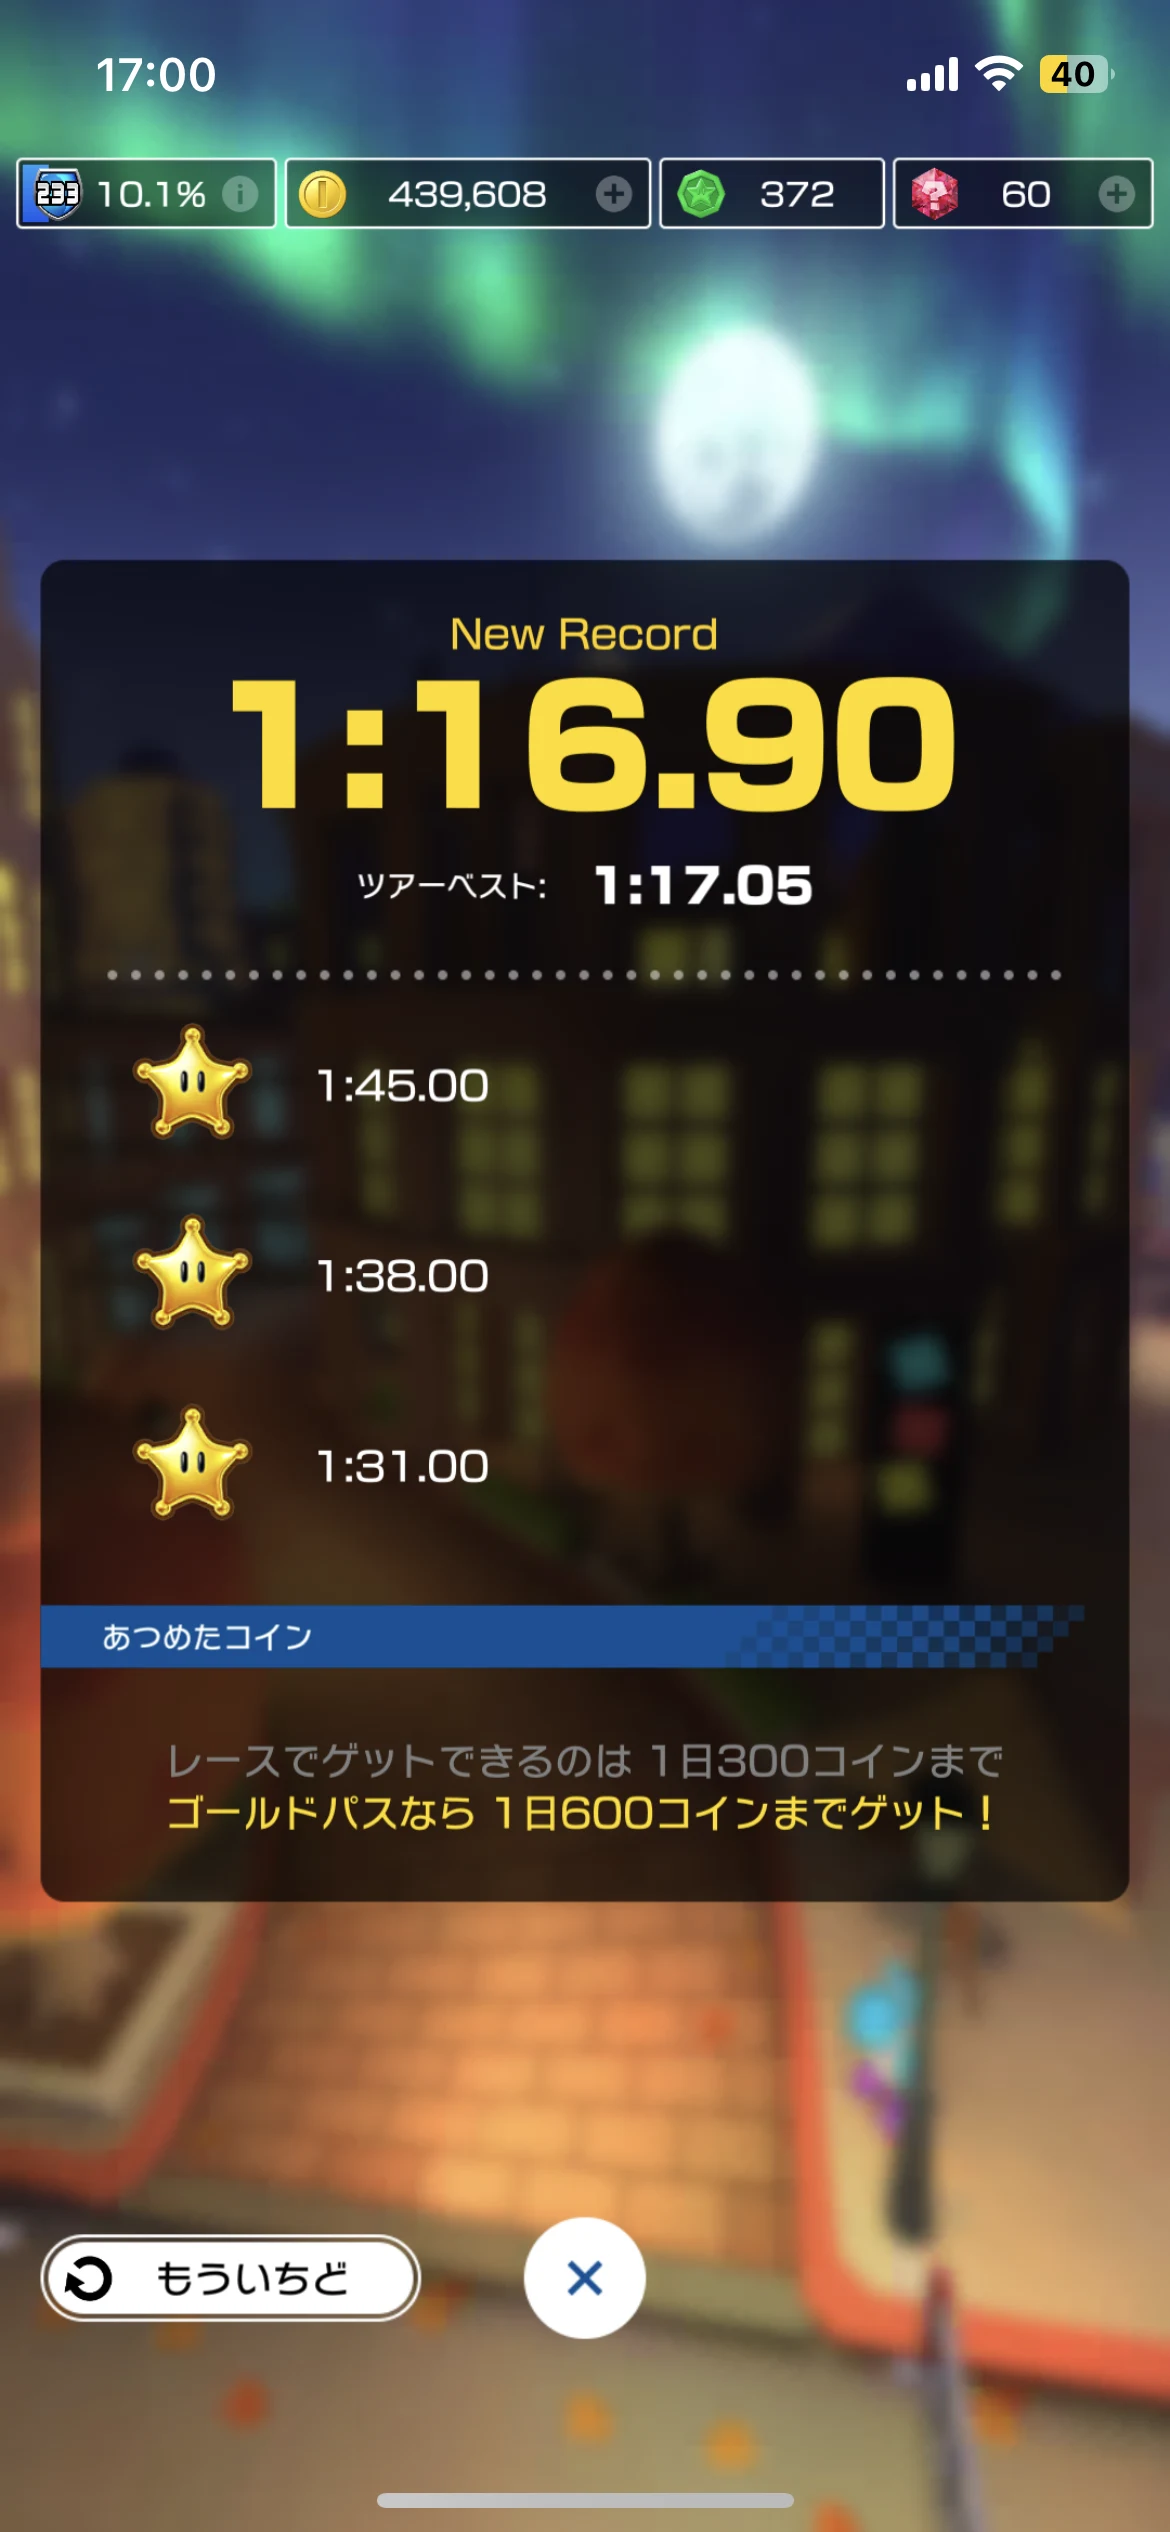 17:00
40
233 10.1% i 439,608 + 372 60 +
New Record
1:16.90
ツアーベスト: 1:17.05
1:45.00
1:38.00
1:31.00
あつめたコイン
レースでゲットできるのは 1日300コインまで
ゴールドパスなら 1日600コインまでゲット！
もういちど